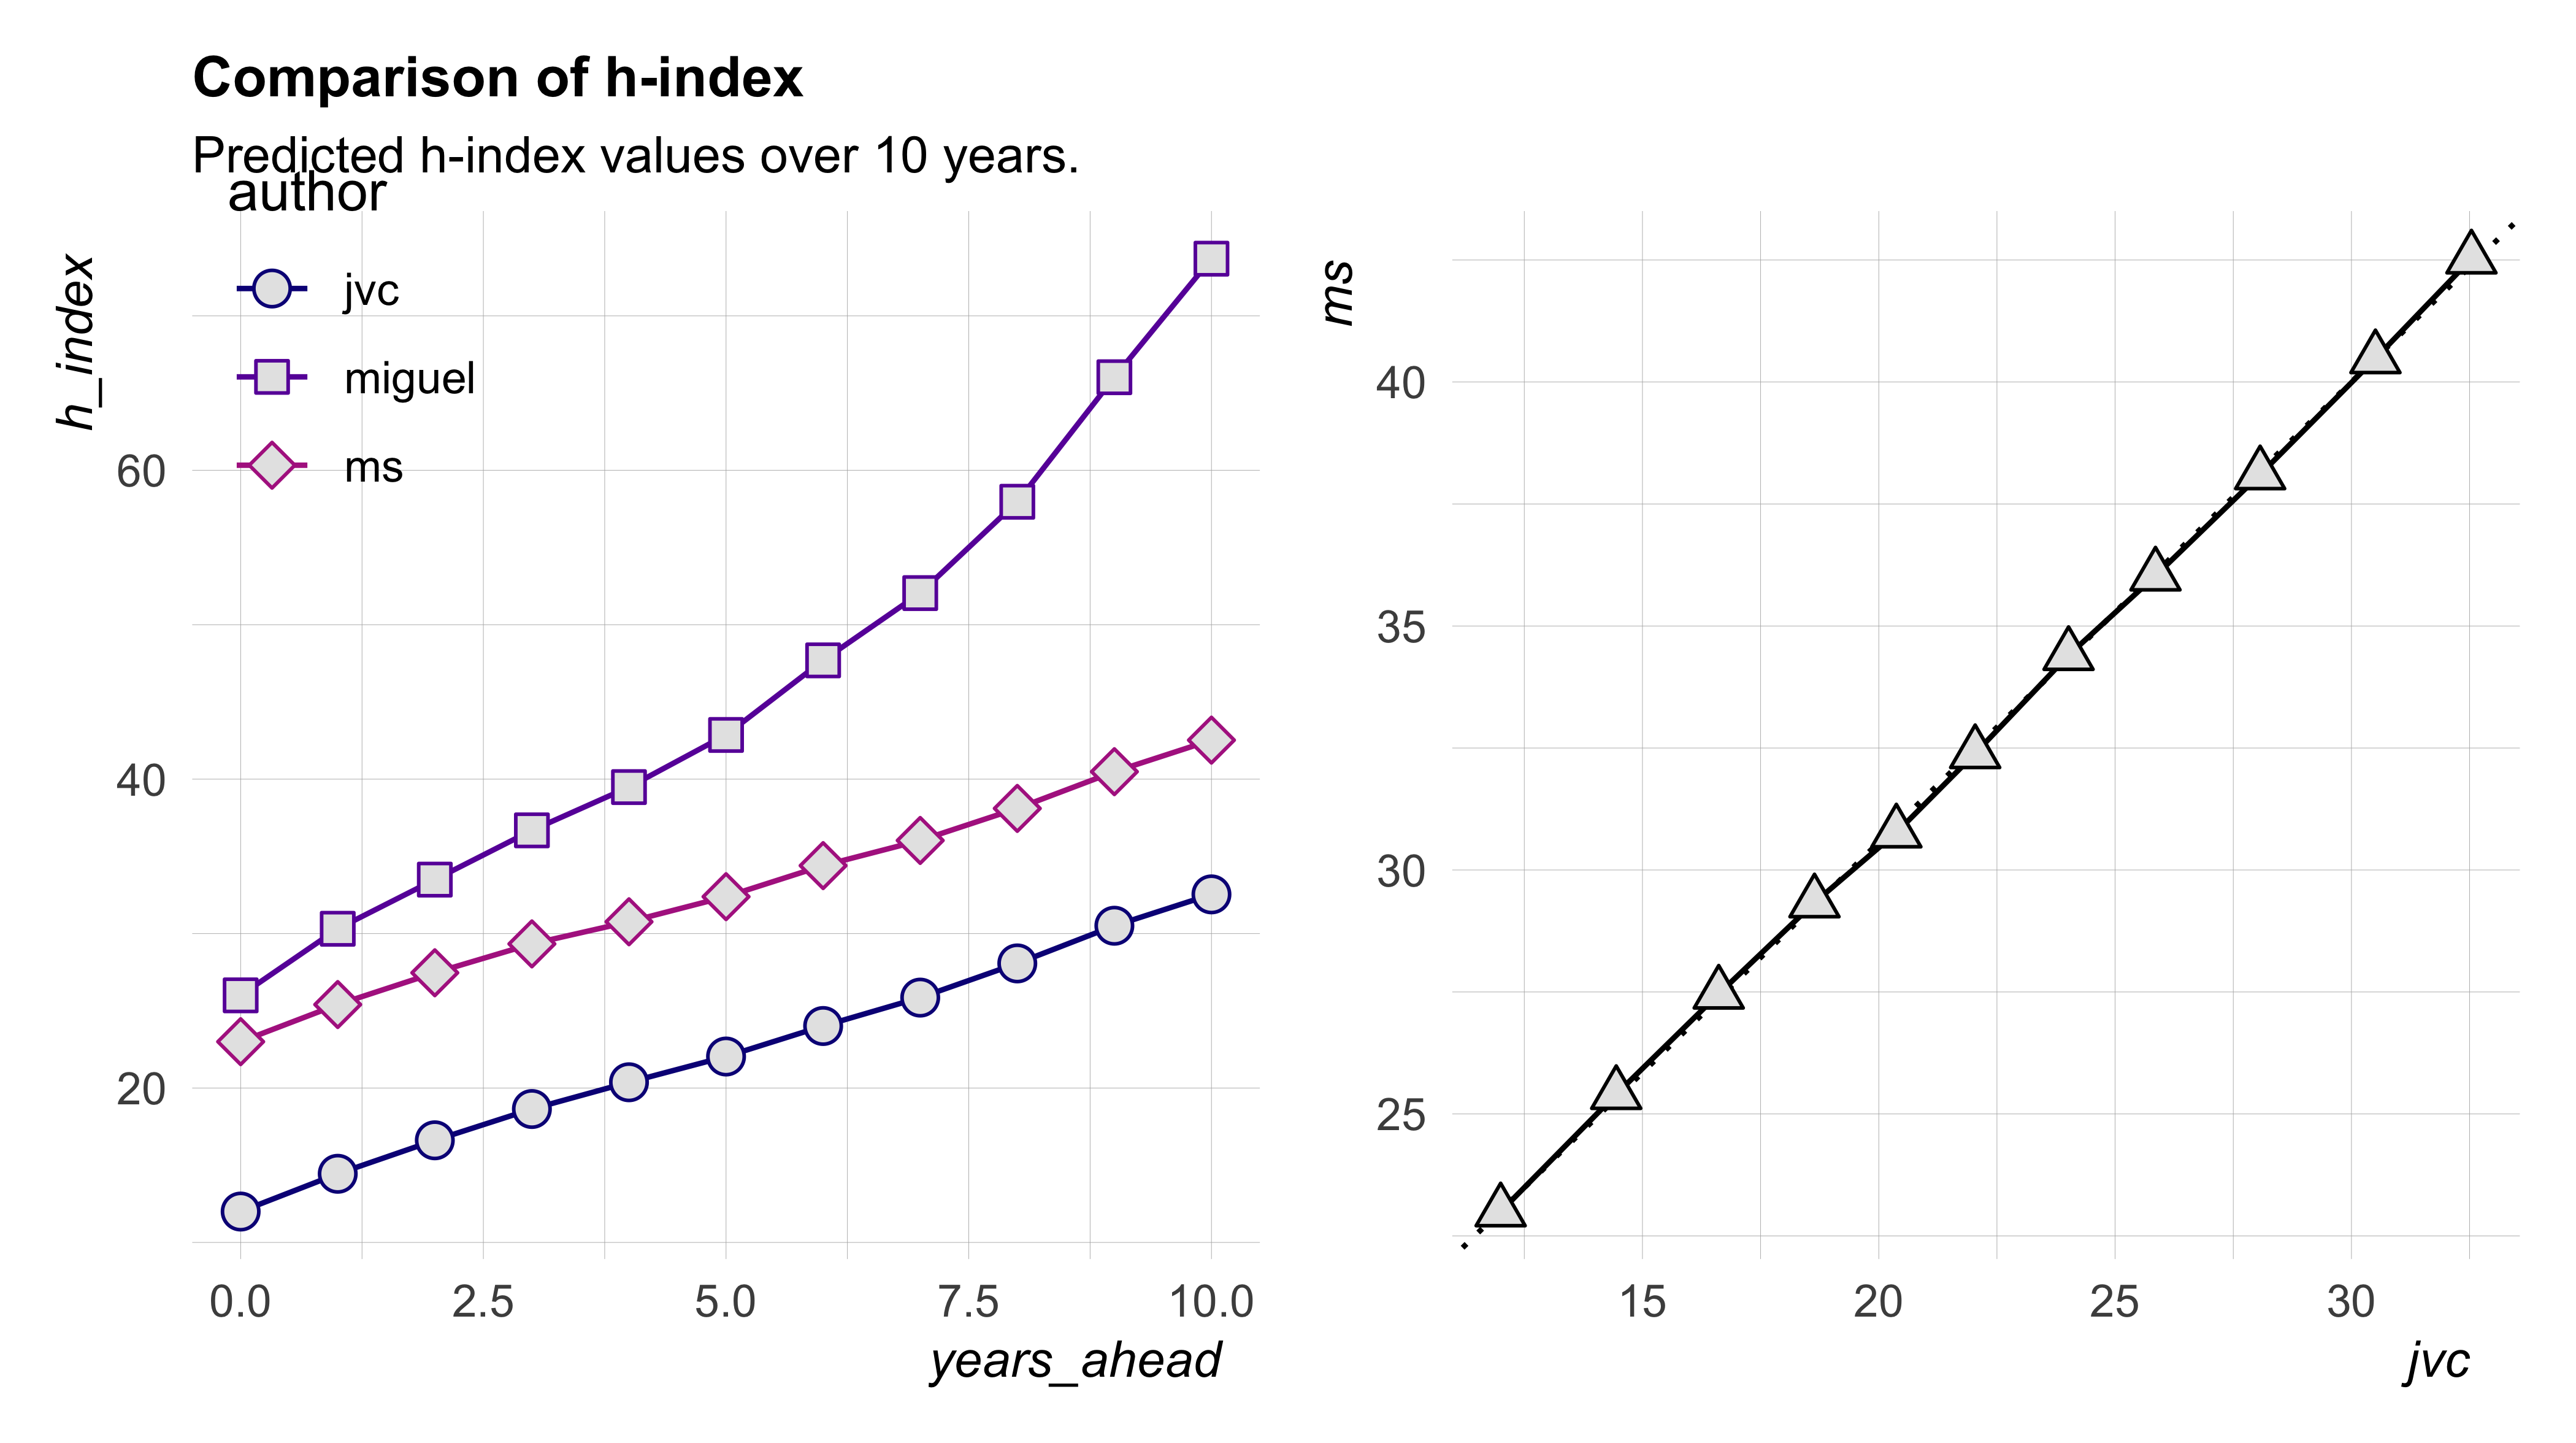 Comparison of h-index
Predicted h-index values over 10 years.
author
jvc
miguel
ms
h_index
60
40
20
0.0 2.5 5.0 7.5 10.0
years_ahead
ms
40
35
30
25
15 20 25 30
jvc